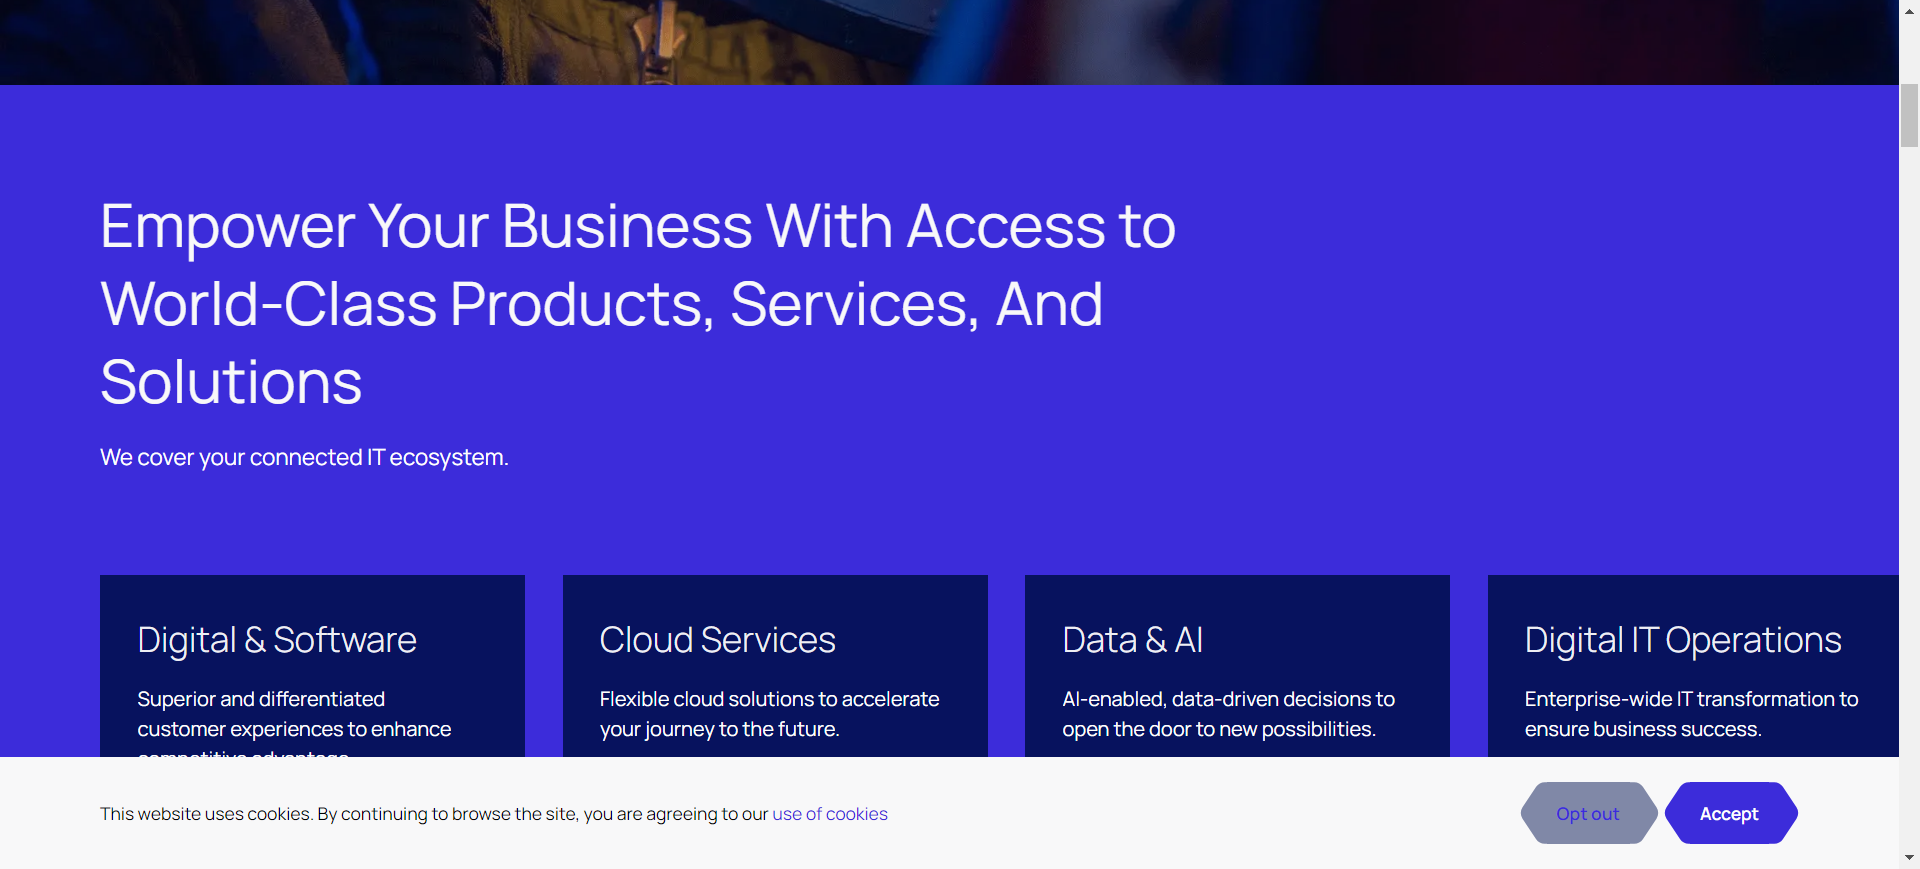 Empower Your Business With Access to
World-Class Products, Services, And
Solutions
We cover your connected IT ecosystem.
Digital & Software
Superior and differentiated
customer experiences to enhance
competitive advantage.
Cloud Services
Flexible cloud solutions to accelerate
your journey to the future.
Data & AI
AI-enabled, data-driven decisions to
open the door to new possibilities.
Digital IT Operations
Enterprise-wide IT transformation to
ensure business success.
This website uses cookies. By continuing to browse the site, you are agreeing to our use of cookies
Opt out
Accept